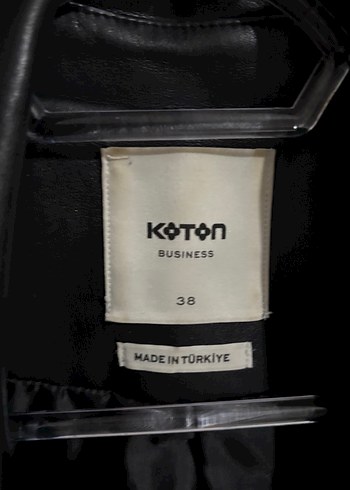 KOTON
BUSINESS
38
MADE IN TÜRKİYE